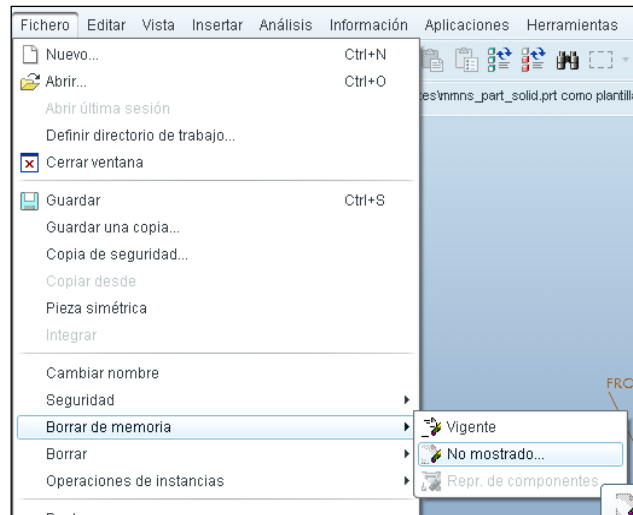 Fichero Editar Vista Insertar Análisis Información Aplicaciones Herramientas
Nuevo... Ctrl+N
Abrir... Ctrl+O
es\mmns_part_solid.prt como plantill
Abrir última sesión
Definir directorio de trabajo...
Cerrar ventana
Guardar Ctrl+S
Guardar una copia...
Copia de seguridad...
Copiar desde
Pieza simétrica
Integrar
Cambiar nombre
FRO
Seguridad
Borrar de memoria
Vigente
Borrar
No mostrado...
Operaciones de instancias
Repr. de componentes